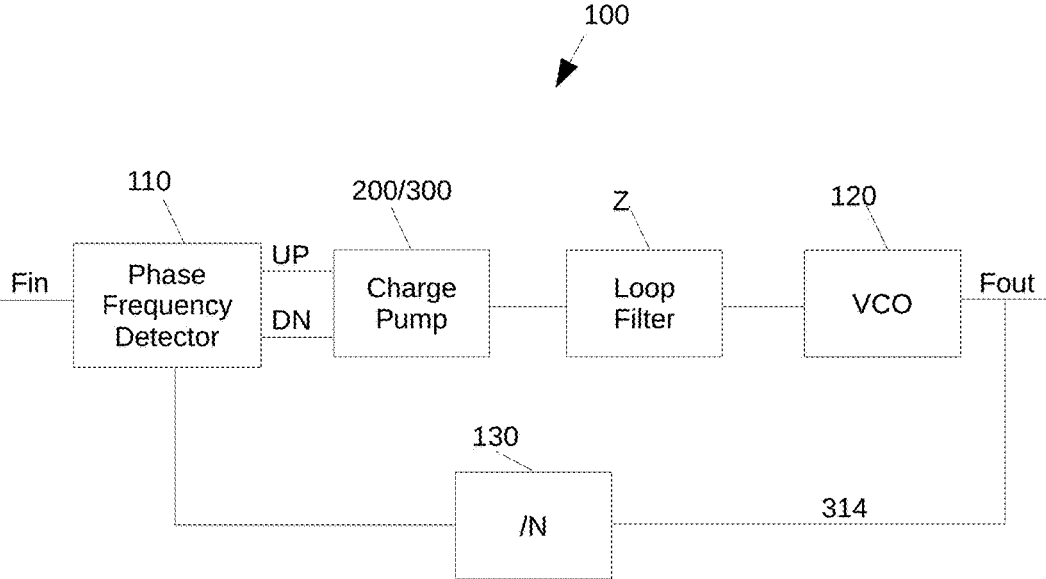 100
110
200/300
Z
120
Fin
Phase
Frequency
Detector
UP
DN
Charge
Pump
Loop
Filter
VCO
Fout
130
/N
314